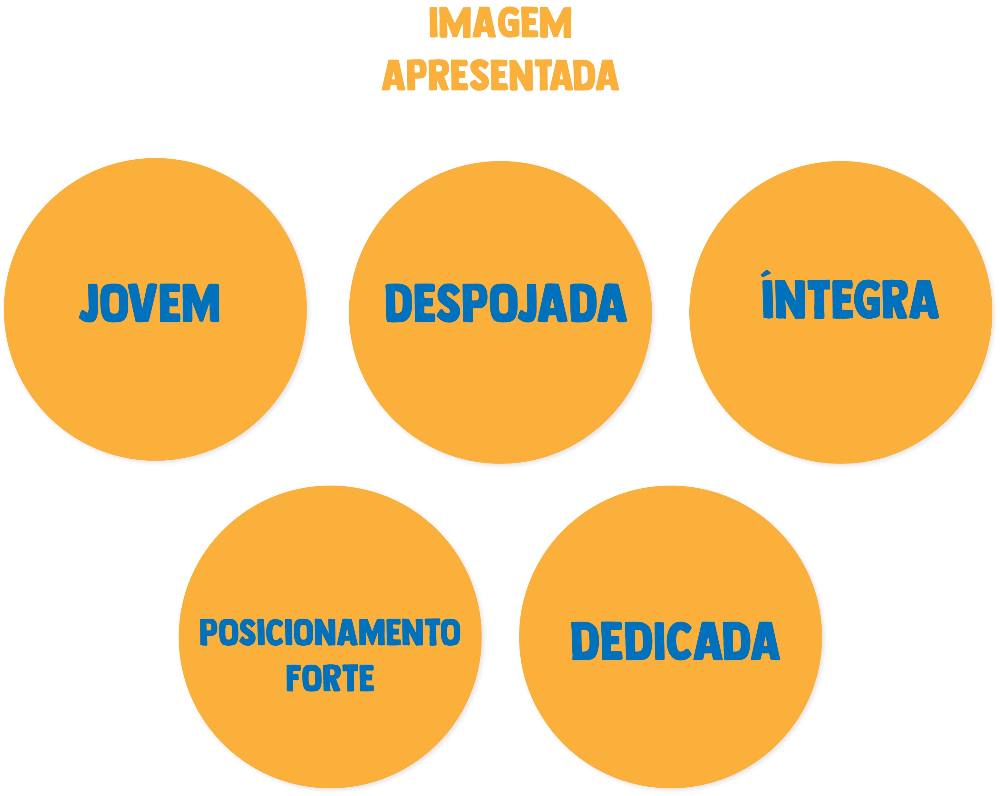 IMAGEM
APRESENTADA
JOVEM
DESPOJADA
ÍNTEGRA
POSICIONAMENTO
FORTE
DEDICADA